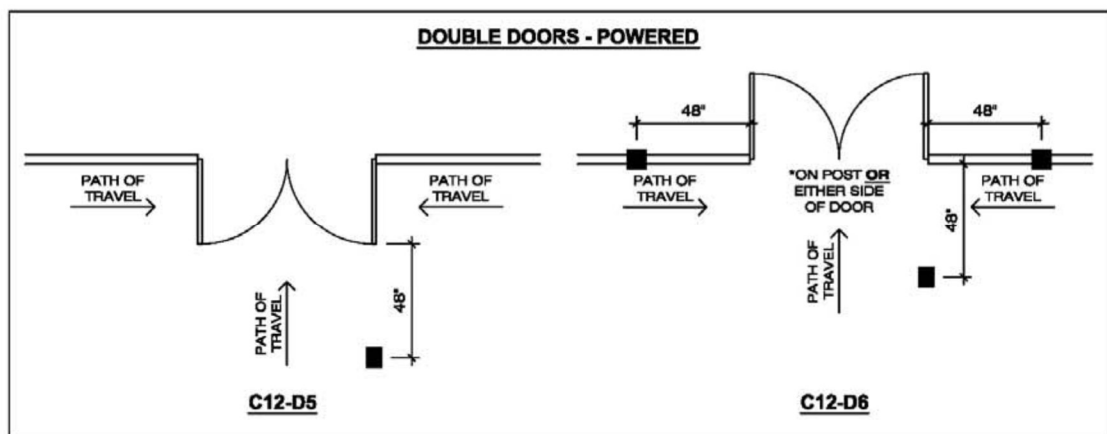 DOUBLE DOORS - POWERED
PATH OF
TRAVEL
PATH OF
TRAVEL
PATH OF
TRAVEL
48"
C12-D5
48"
48"
PATH OF
TRAVEL
*ON POST OR
EITHER SIDE
OF DOOR
PATH OF
TRAVEL
PATH OF
TRAVEL
48"
C12-D6